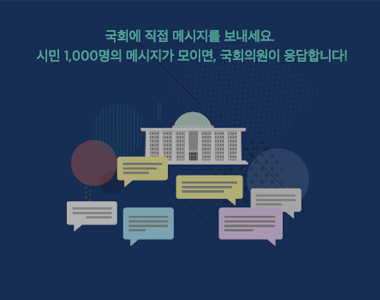 국회에 직접 메시지를 보내세요.
시민 1,000명의 메시지가 모이면, 국회의원이 응답합니다!